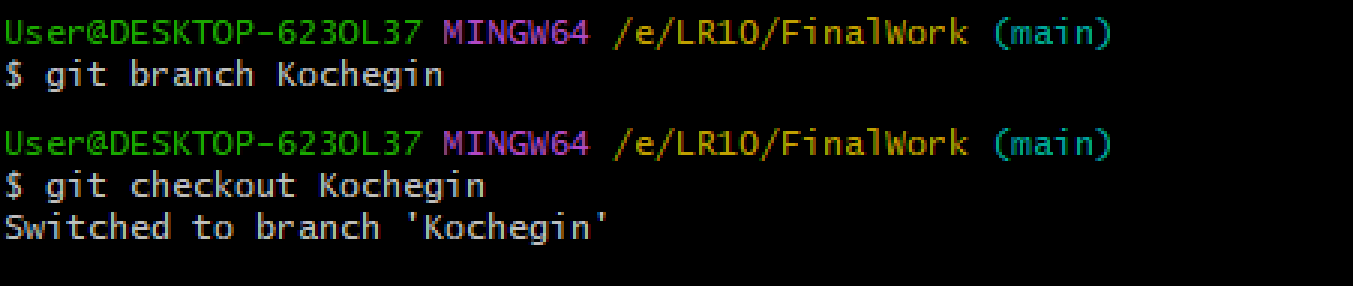 User@DESKTOP-623OL37 MINGW64 /e/LR10/FinalWork (main)
$ git branch Kochegin
User@DESKTOP-623OL37 MINGW64 /e/LR10/FinalWork (main)
$ git checkout Kochegin
Switched to branch 'Kochegin'